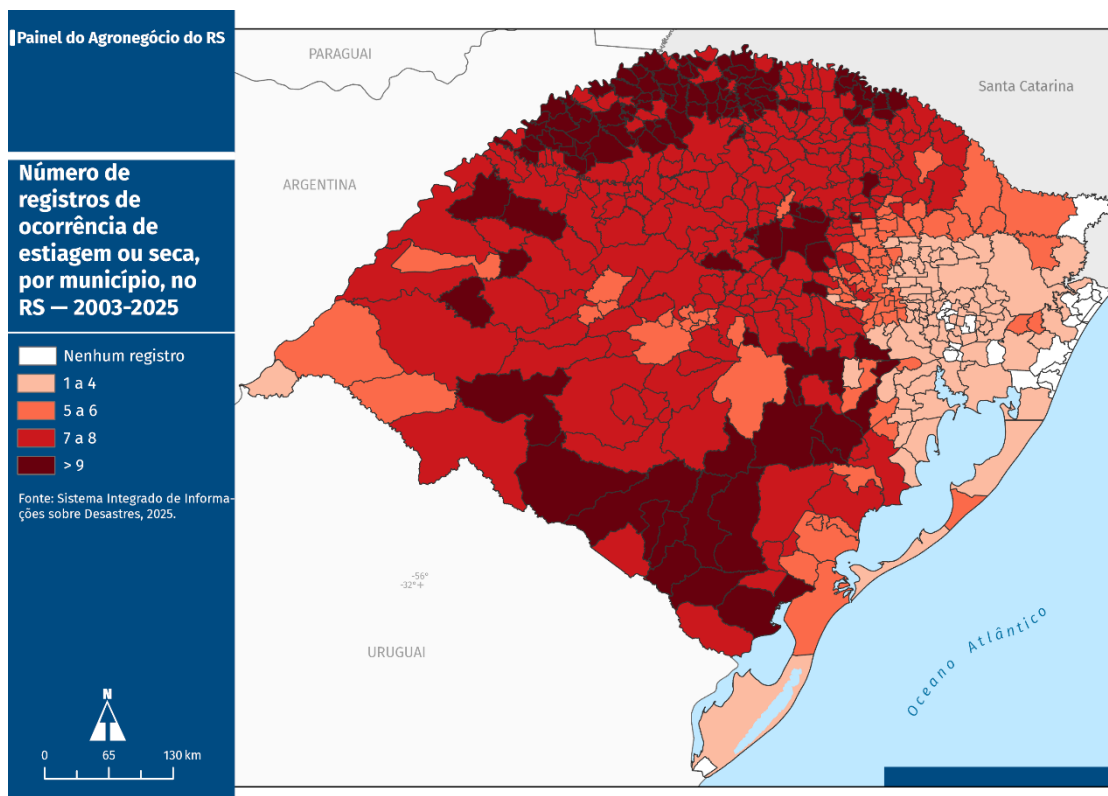 Painel do Agronegócio do RS
Número de
registros de
ocorrência de
estiagem ou seca,
por município, no
RS — 2003-2025
Nenhum registro
1 a 4
5 a 6
7 a 8
> 9
Fonte: Sistema Integrado de Informa-
ções sobre Desastres, 2025.
N
0 65 130 km
PARAGUAI
Santa Catarina
ARGENTINA
-56°
-32°
URUGUAI
Oceano Atlântico